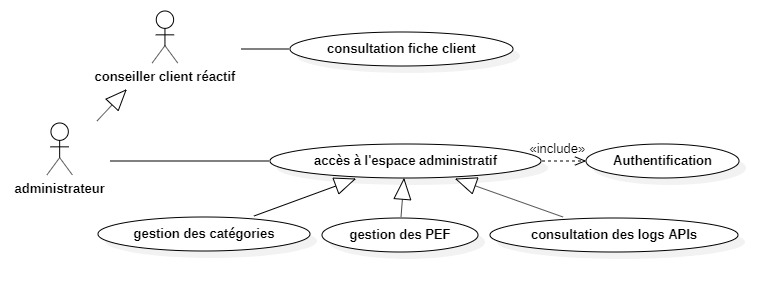 consultation fiche client
conseiller client réactif
«include»
accès à l'espace administratif
Authentification
administrateur
gestion des catégories
gestion des PEF
consultation des logs APIs